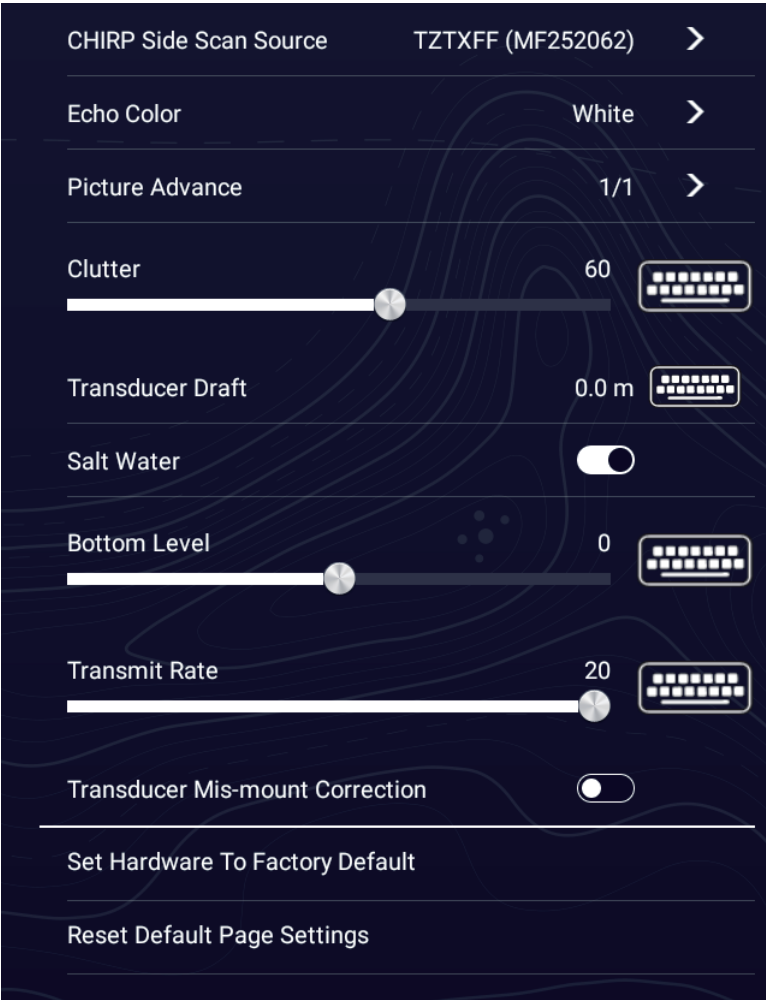 CHIRP Side Scan Source TZTXFF (MF252062)
Echo Color White
Picture Advance 1/1
Clutter 60
Transducer Draft 0.0 m
Salt Water
Bottom Level 0
Transmit Rate 20
Transducer Mis-mount Correction
Set Hardware To Factory Default
Reset Default Page Settings